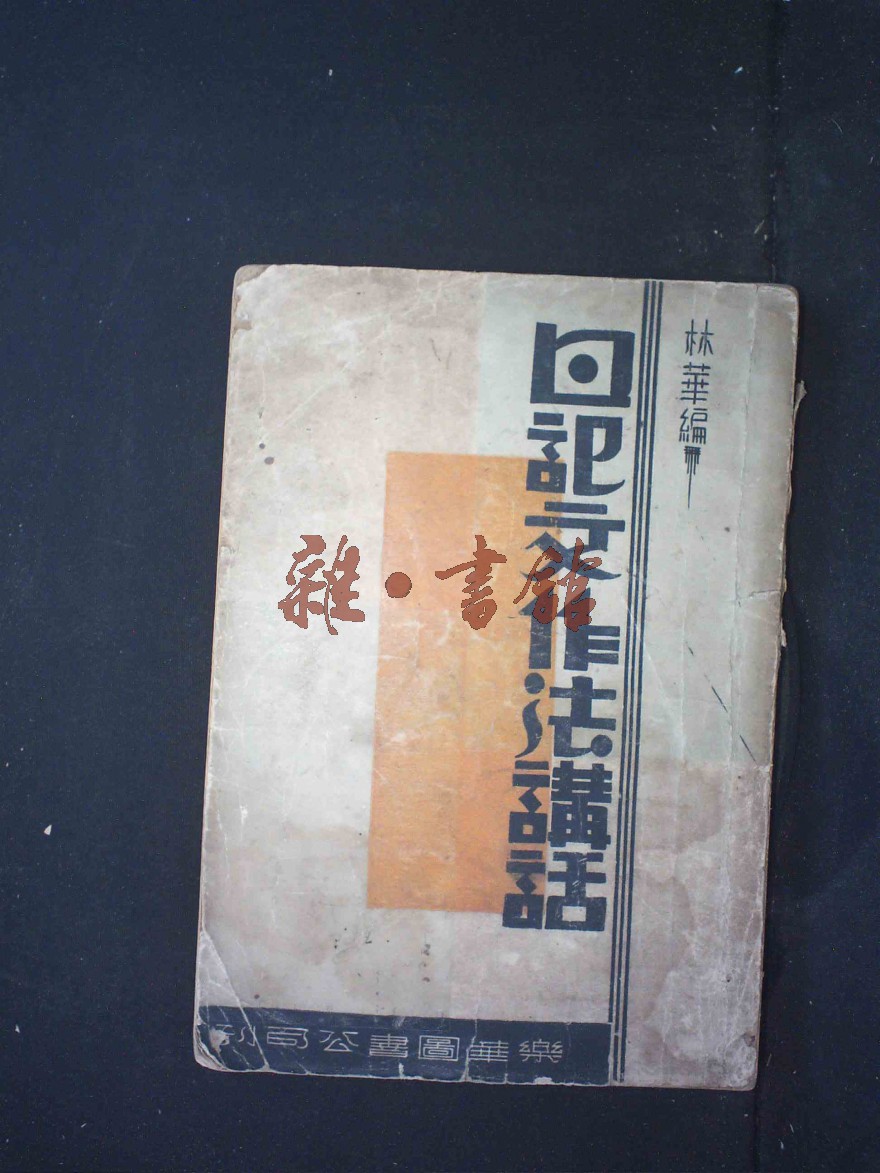 林華編
日記文作法講話
雜·書館
樂華圖書公司刊